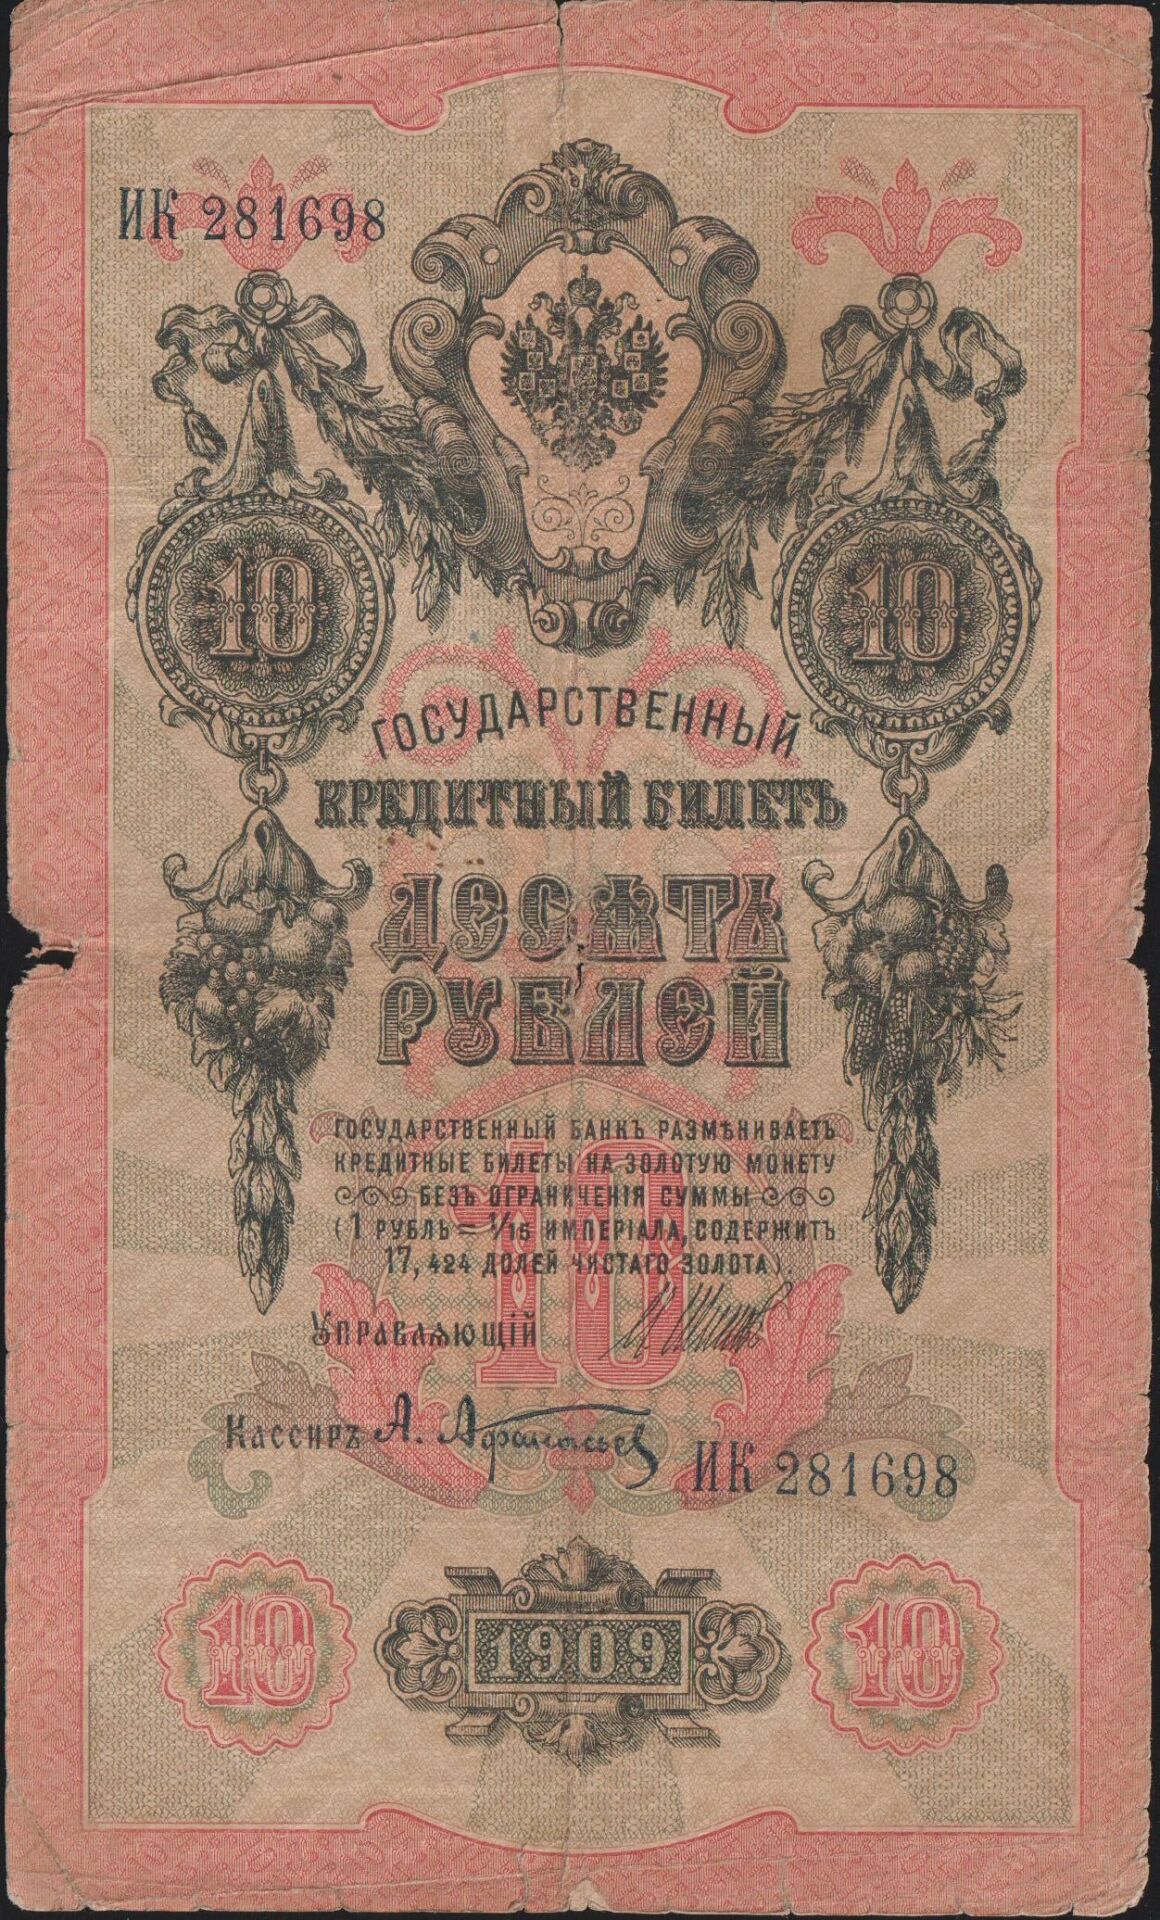 ИК 281698
10 10
ГОСУДАРСТВЕННЫЙ
КРЕДИТНЫЙ БИЛЕТЪ
ДЕСЯТЬ
РУБЛЕЙ
ГОСУДАРСТВЕННЫЙ БАНКЪ РАЗМѢНИВАЕТЪ
КРЕДИТНЫЕ БИЛЕТЫ НА ЗОЛОТУЮ МОНЕТУ
БЕЗЪ ОГРАНИЧЕНІЯ СУММЫ
(1 РУБЛЬ = 1/15 ИМПЕРІАЛА, СОДЕРЖИТЪ
17,424 ДОЛЕЙ ЧИСТАГО ЗОЛОТА).
10
УПРАВЛЯЮЩІЙ
КАССИРЪ А. Афанасьев
ИК 281698
10 1909 10